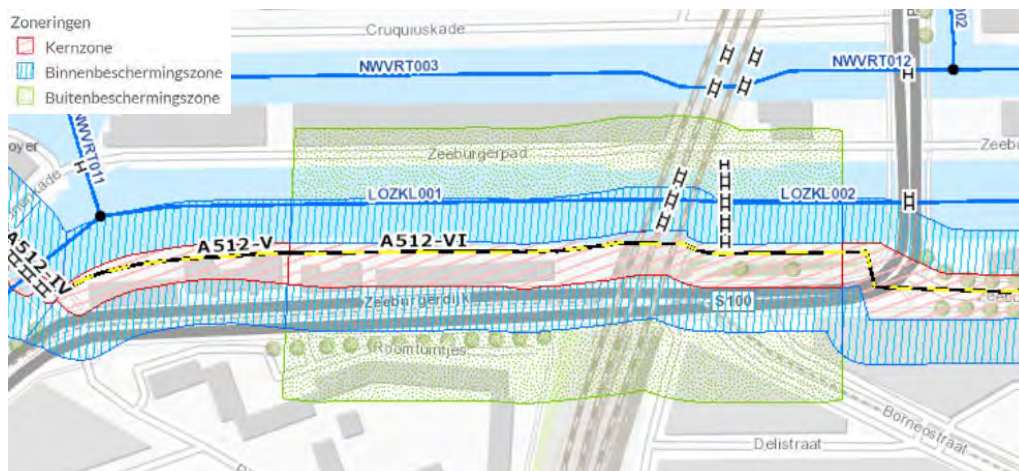 Zoneringen
Kernzone
Binnenbeschermingszone
Buitenbeschermingszone
Cruquiuskade
NWVRT003
NWVRT012
NWVRT011
Zeeburgerpad
LOZKL001
LOZKL002
A512-IV
A512-V
A512-VI
Zeeburgerdijk
S100
Roomtuintjes
Borneostraat
Delistraat